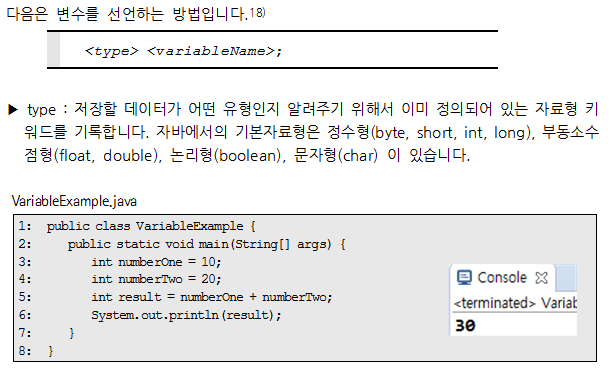 다음은 변수를 선언하는 방법입니다.18)
<type> <variableName>;
▶ type : 저장할 데이터가 어떤 유형인지 알려주기 위해서 이미 정의되어 있는 자료형 키
워드를 기록합니다. 자바에서의 기본자료형은 정수형(byte, short, int, long), 부동소수
점형(float, double), 논리형(boolean), 문자형(char) 이 있습니다.
VariableExample.java
1: public class VariableExample {
2: public static void main(String[] args) {
3: int numberOne = 10;
4: int numberTwo = 20;
5: int result = numberOne + numberTwo;
6: System.out.println(result);
7: }
8: }
Console
<terminated> Variab
30